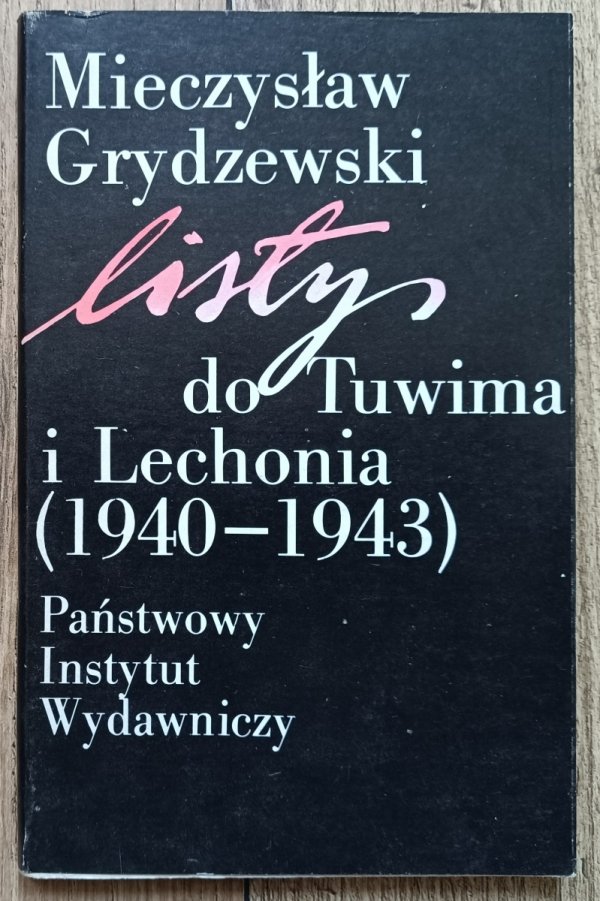 Mieczysław
Grydzewski
listy
do Tuwima
i Lechonia
(1940–1943)
Państwowy
Instytut
Wydawniczy